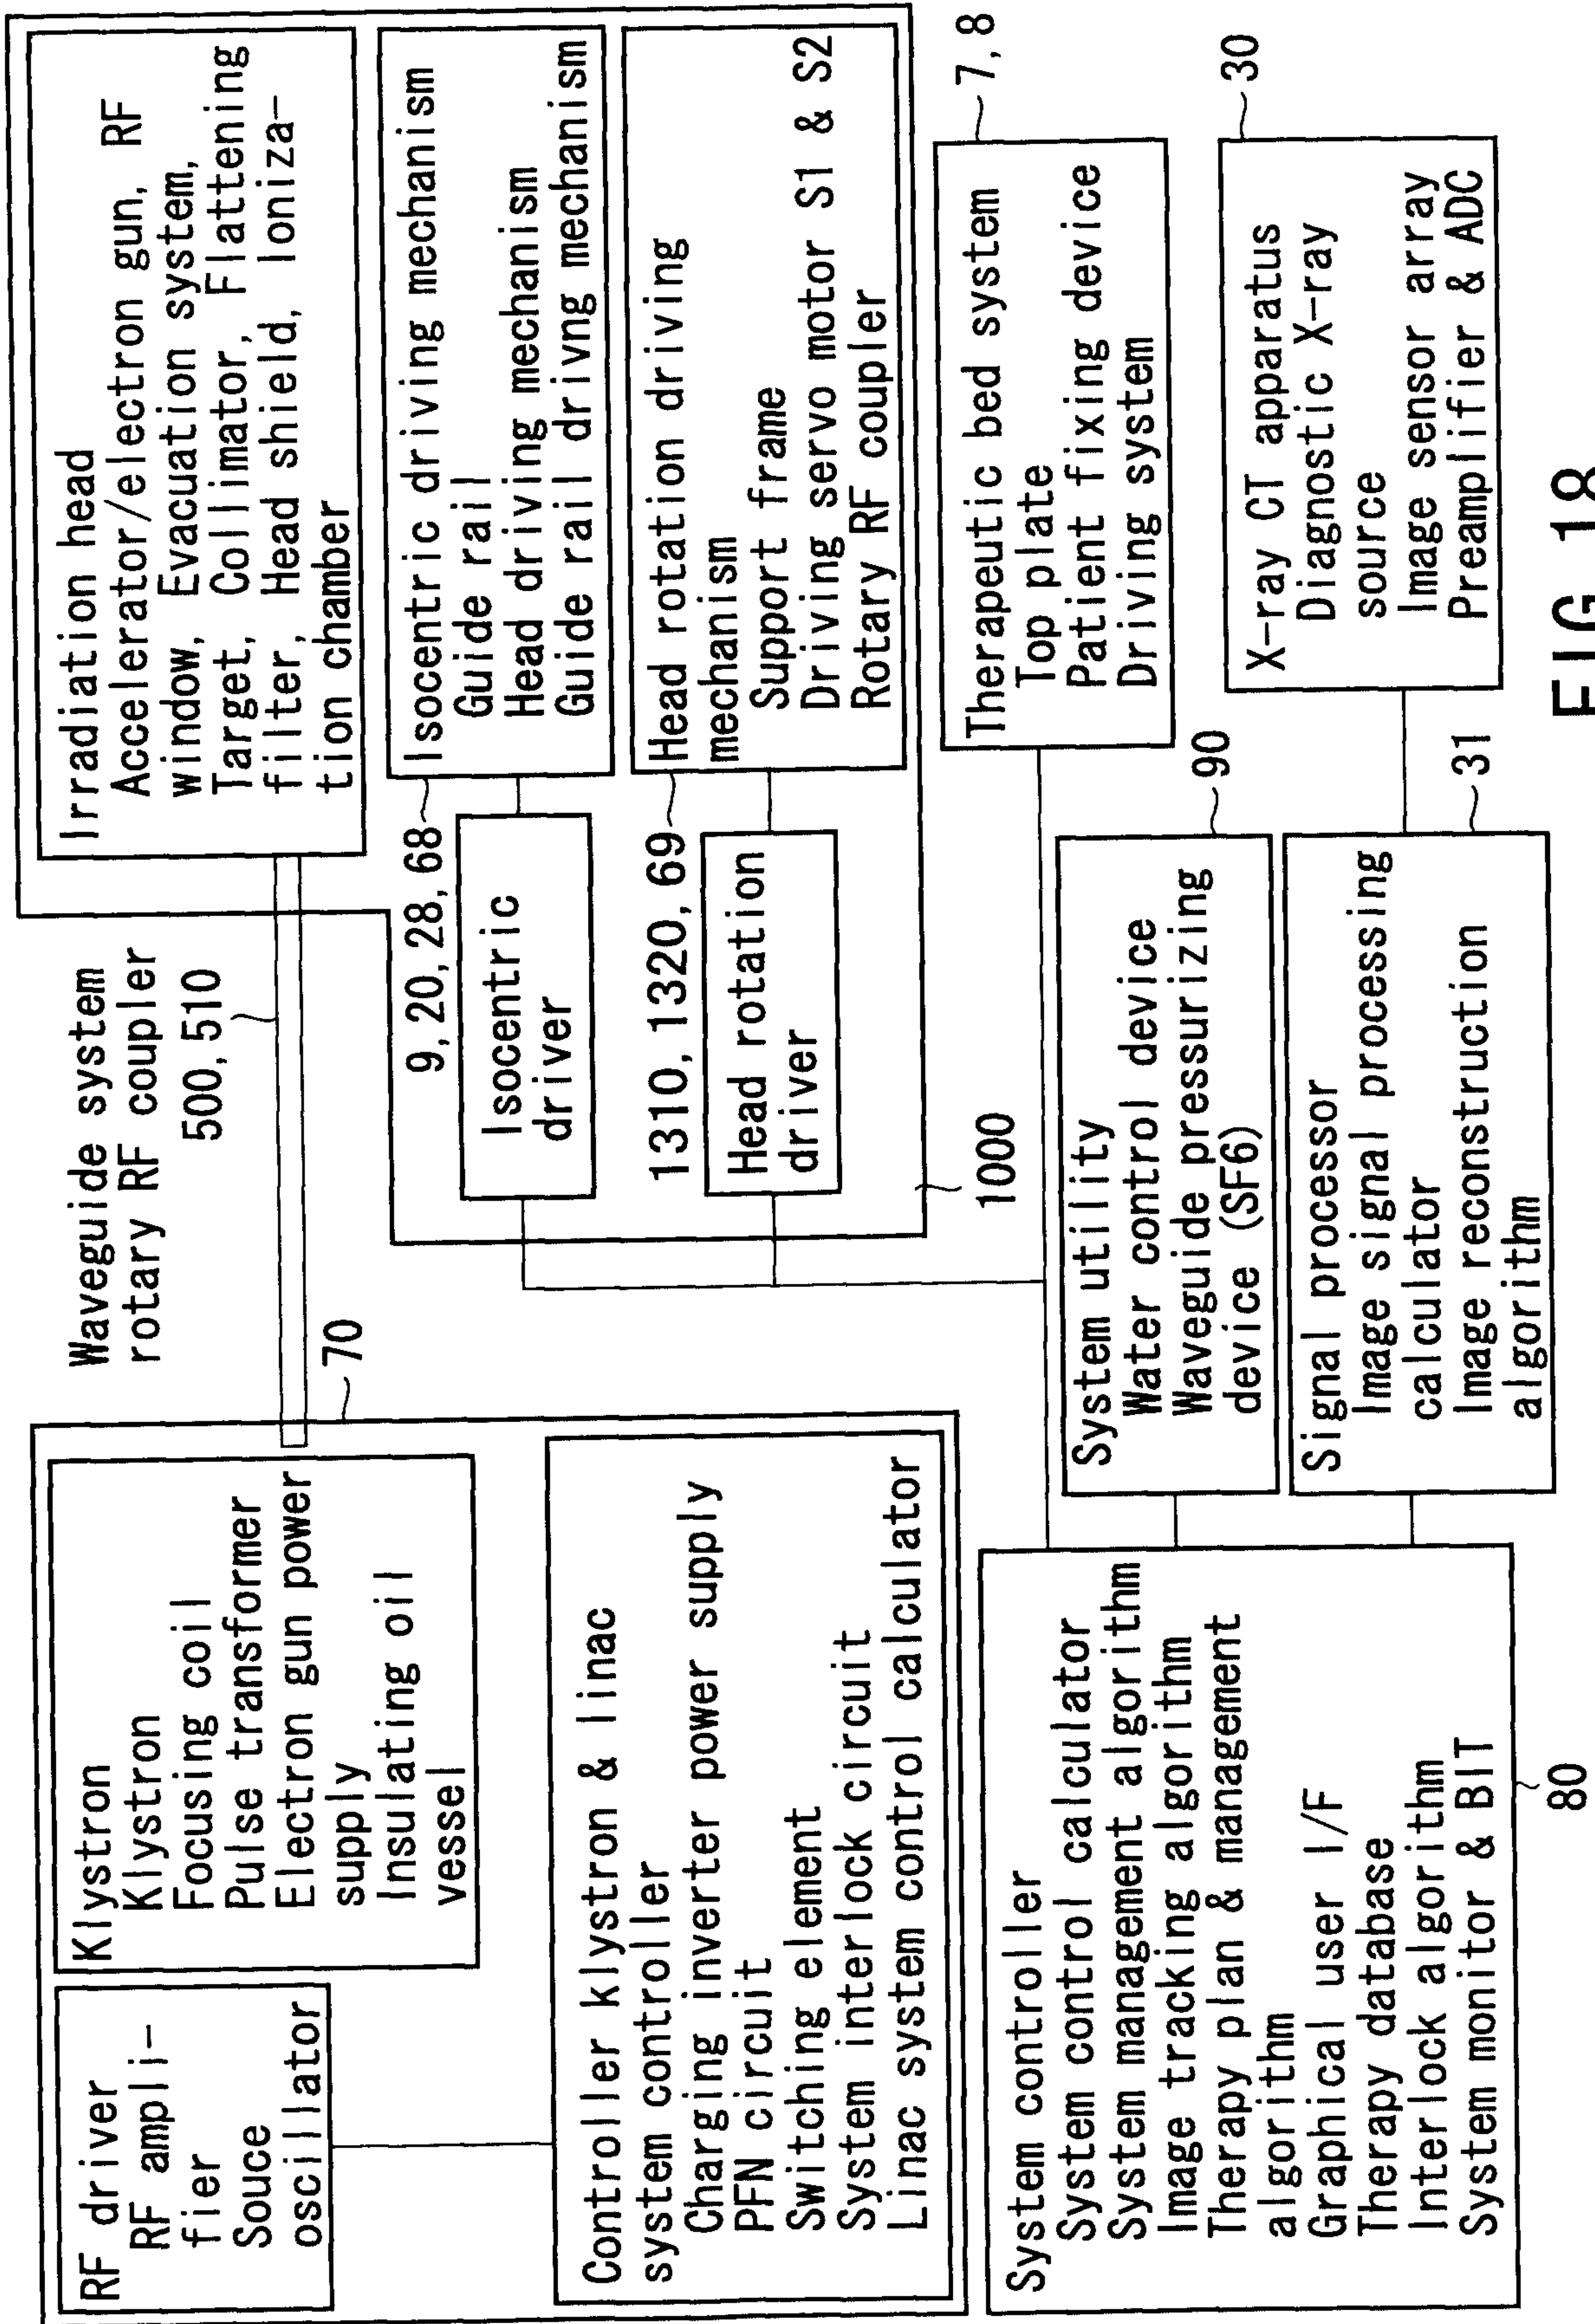 RF driver
RF ampli-
fier
Souce
oscillator
Klystron
Klystron
Focusing coil
Pulse transformer
Electron gun power
supply
Insulating oil
vessel
70
Controller klystron & linac
system controller
Charging inverter power supply
PFN circuit
Switching element
System interlock circuit
Linac system control calculator
Waveguide system
rotary RF coupler
500, 510
Irradiation head
Accelerator/electron gun, RF
window, Evacuation system,
Target, Collimator, Flattening
filter, Head shield, Ioniza-
tion chamber
9, 20, 28, 68
Isocentric
driver
Isocentric driving mechanism
Guide rail
Head driving mechanism
Guide rail drivng mechanism
1310, 1320, 69
Head rotation
driver
Head rotation driving
mechanism
Support frame
Driving servo motor S1 & S2
Rotary RF coupler
1000
Therapeutic bed system
Top plate
Patient fixing device
Driving system
7, 8
System controller
System control calculator
System management algorithm
Image tracking algorithm
Therapy plan & management
algorithm
Graphical user I/F
Therapy database
Interlock algorithm
System monitor & BIT
80
System utility
Water control device
Waveguide pressurizing
device (SF6)
90
Signal processor
Image signal processing
calculator
Image reconstruction
algorithm
31
X-ray CT apparatus
Diagnostic X-ray
source
Image sensor array
Preamplifier & ADC
30
FIG. 18